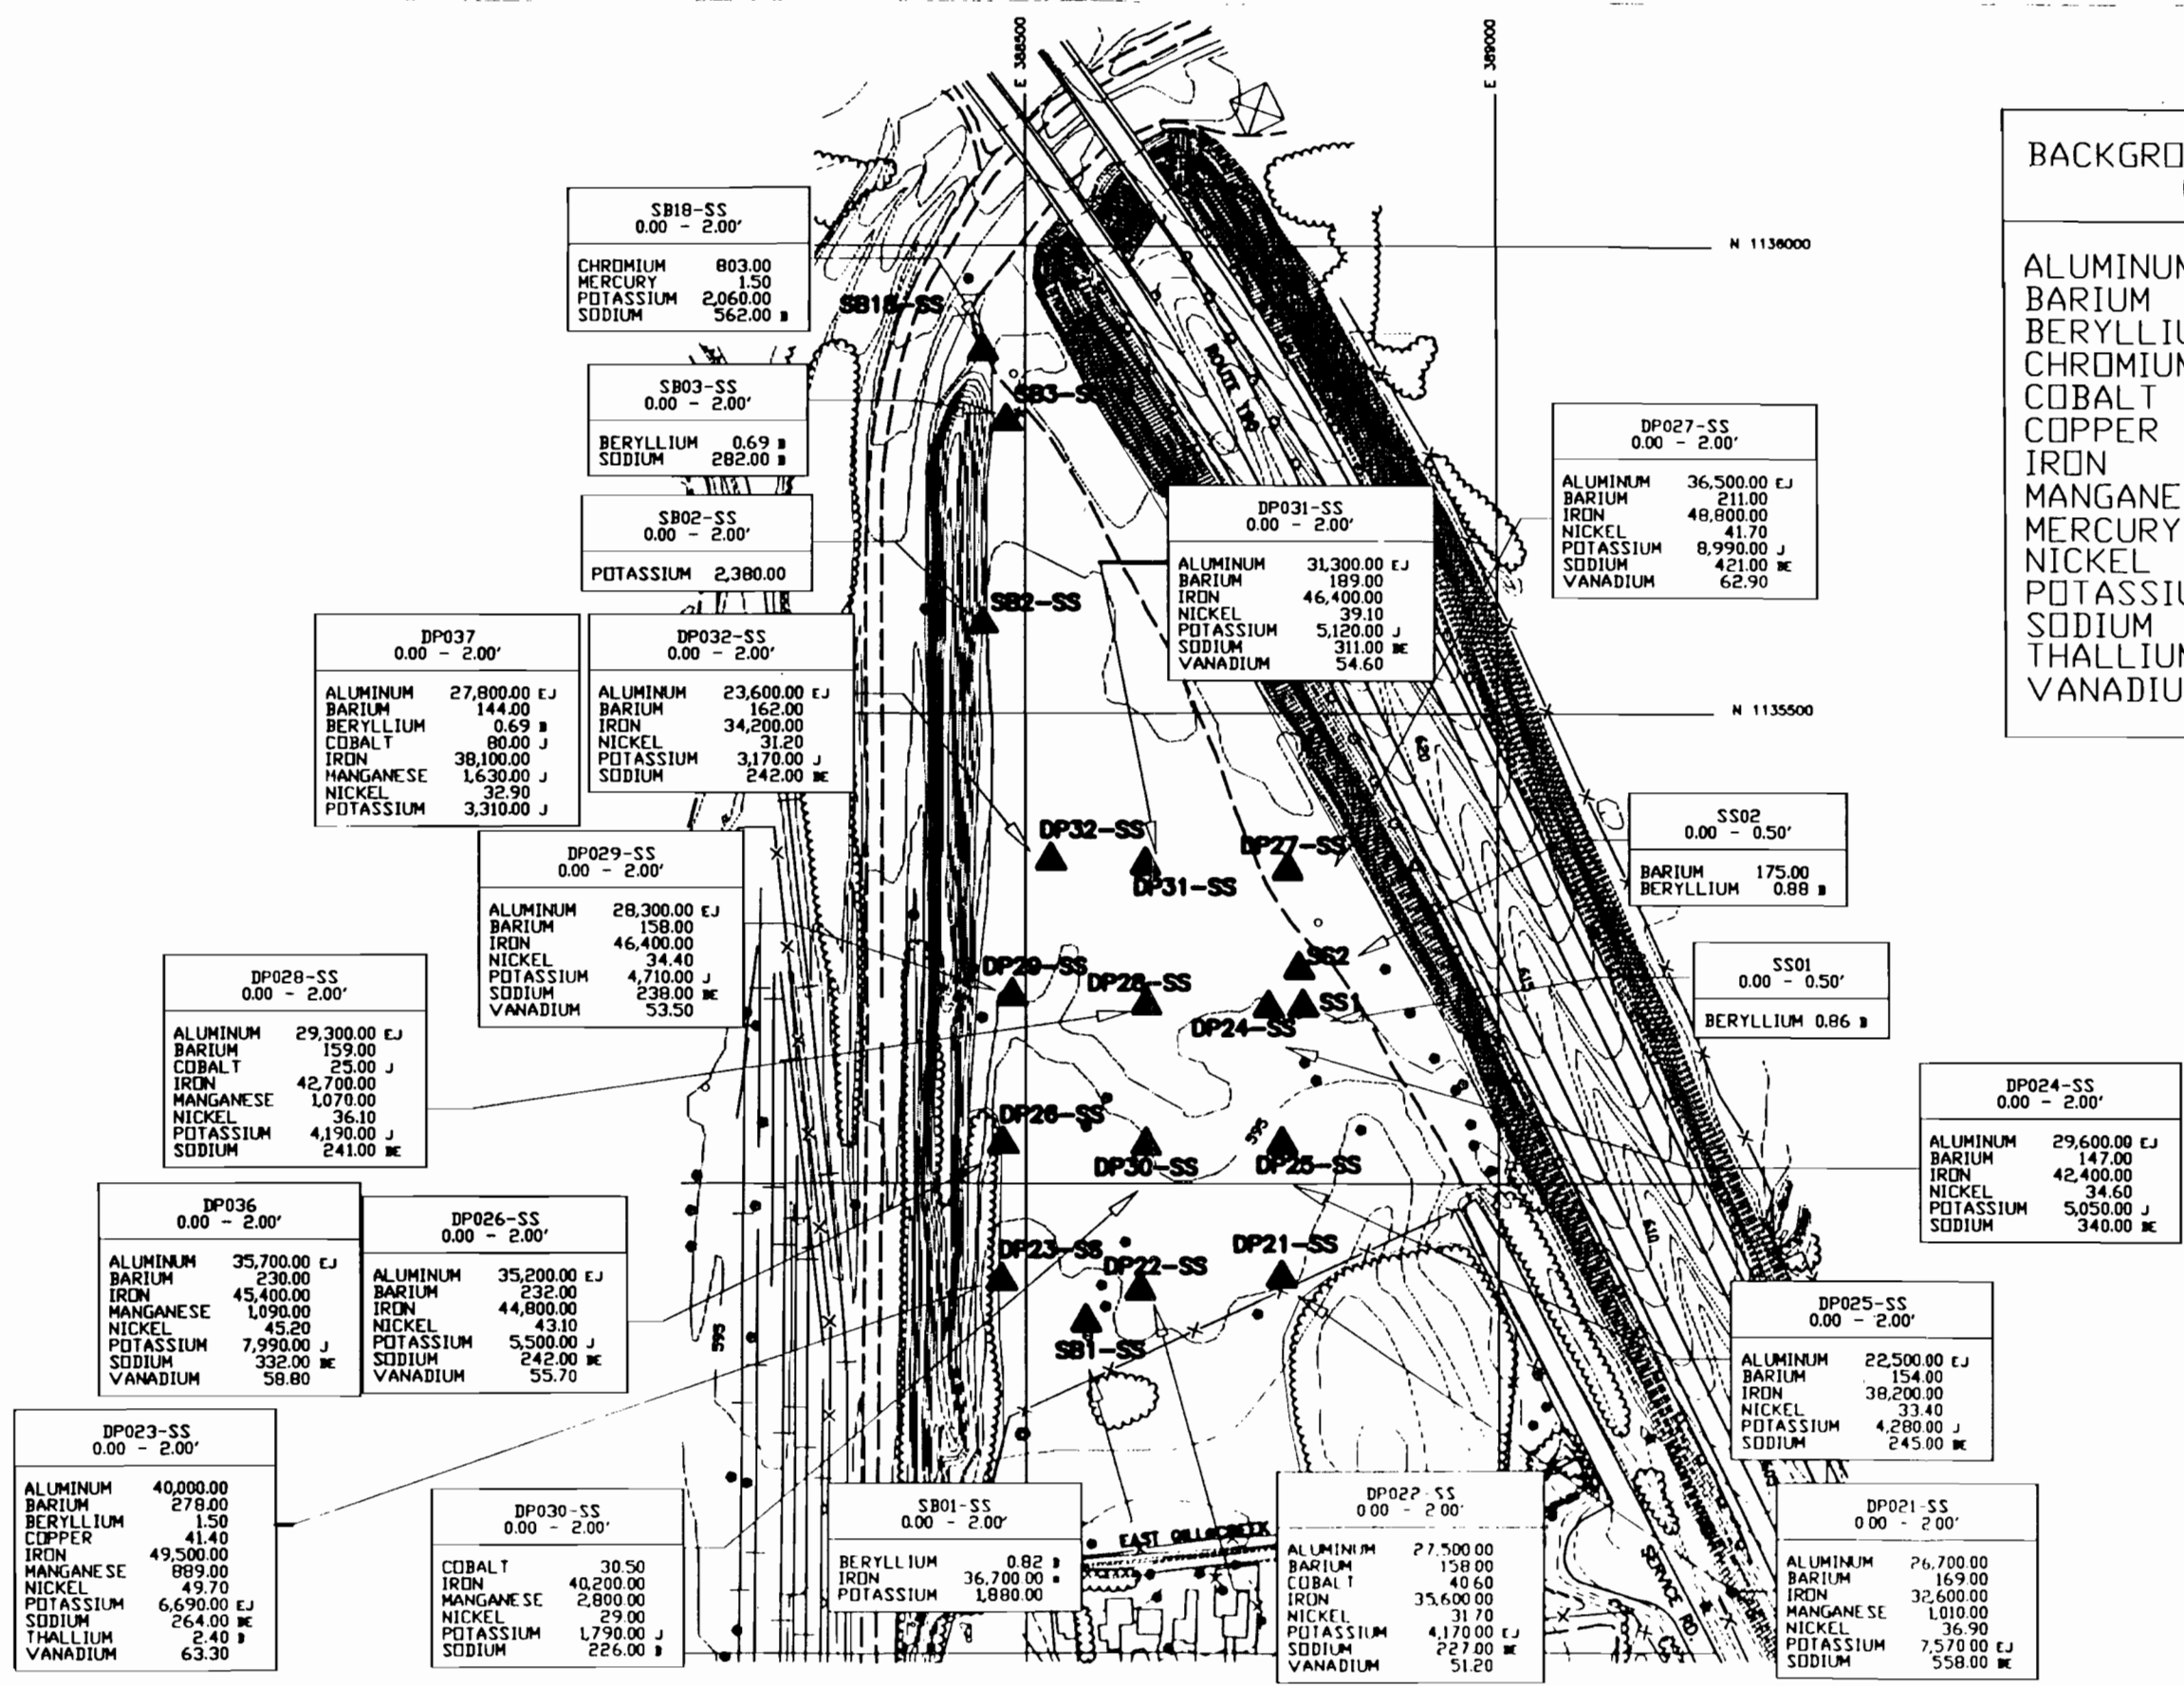 E 388500
E 389000
BACKGRO
ALUMINUM
BARIUM
BERYLLIU
CHROMIUM
COBALT
COPPER
IRON
MANGANE
MERCURY
NICKEL
POTASSIU
SODIUM
THALLIUM
VANADIU
N 1136000
N 1135500
SB18-SS
0.00 - 2.00'
CHROMIUM 803.00
MERCURY 1.50
POTASSIUM 2,060.00
SODIUM 562.00 B
SB18-SS
SB03-SS
0.00 - 2.00'
BERYLLIUM 0.69 B
SODIUM 282.00 B
SB3-SS
SB02-SS
0.00 - 2.00'
POTASSIUM 2,380.00
SB2-SS
ROUTE 190
DP031-SS
0.00 - 2.00'
ALUMINUM 31,300.00 EJ
BARIUM 189.00
IRON 46,400.00
NICKEL 39.10
POTASSIUM 5,120.00 J
SODIUM 311.00 BE
VANADIUM 54.60
DP027-SS
0.00 - 2.00'
ALUMINUM 36,500.00 EJ
BARIUM 211.00
IRON 48,800.00
NICKEL 41.70
POTASSIUM 8,990.00 J
SODIUM 421.00 BE
VANADIUM 62.90
DP037
0.00 - 2.00'
ALUMINUM 27,800.00 EJ
BARIUM 144.00
BERYLLIUM 0.69 B
COBALT 80.00 J
IRON 38,100.00
MANGANESE 1,630.00 J
NICKEL 32.90
POTASSIUM 3,310.00 J
DP032-SS
0.00 - 2.00'
ALUMINUM 23,600.00 EJ
BARIUM 162.00
IRON 34,200.00
NICKEL 31.20
POTASSIUM 3,170.00 J
SODIUM 242.00 BE
620
DP32-SS
DP31-SS
DP27-SS
SS02
0.00 - 0.50'
BARIUM 175.00
BERYLLIUM 0.88 B
DP029-SS
0.00 - 2.00'
ALUMINUM 28,300.00 EJ
BARIUM 158.00
IRON 46,400.00
NICKEL 34.40
POTASSIUM 4,710.00 J
SODIUM 238.00 BE
VANADIUM 53.50
DP29-SS
DP28-SS
SS2
SS1
DP24-SS
615
SS01
0.00 - 0.50'
BERYLLIUM 0.86 B
DP028-SS
0.00 - 2.00'
ALUMINUM 29,300.00 EJ
BARIUM 159.00
COBALT 25.00 J
IRON 42,700.00
MANGANESE 1,070.00
NICKEL 36.10
POTASSIUM 4,190.00 J
SODIUM 241.00 BE
DP024-SS
0.00 - 2.00'
ALUMINUM 29,600.00 EJ
BARIUM 147.00
IRON 42,400.00
NICKEL 34.60
POTASSIUM 5,050.00 J
SODIUM 340.00 BE
DP26-SS
DP30-SS
595
DP25-SS
610
DP036
0.00 - 2.00'
ALUMINUM 35,700.00 EJ
BARIUM 230.00
IRON 45,400.00
MANGANESE 1,090.00
NICKEL 45.20
POTASSIUM 7,990.00 J
SODIUM 332.00 BE
VANADIUM 58.80
DP026-SS
0.00 - 2.00'
ALUMINUM 35,200.00 EJ
BARIUM 232.00
IRON 44,800.00
NICKEL 43.10
POTASSIUM 5,500.00 J
SODIUM 242.00 BE
VANADIUM 55.70
595
DP23-SS
DP22-SS
DP21-SS
SB1-SS
DP025-SS
0.00 - 2.00'
ALUMINUM 22,500.00 EJ
BARIUM 154.00
IRON 38,200.00
NICKEL 33.40
POTASSIUM 4,280.00 J
SODIUM 245.00 BE
DP023-SS
0.00 - 2.00'
ALUMINUM 40,000.00
BARIUM 278.00
BERYLLIUM 1.50
COPPER 41.40
IRON 49,500.00
MANGANESE 889.00
NICKEL 49.70
POTASSIUM 6,690.00 EJ
SODIUM 264.00 BE
THALLIUM 2.40 B
VANADIUM 63.30
DP030-SS
0.00 - 2.00'
COBALT 30.50
IRON 40,200.00
MANGANESE 2,800.00
NICKEL 29.00
POTASSIUM 1,790.00 J
SODIUM 226.00 B
SB01-SS
0.00 - 2.00'
BERYLLIUM 0.82 B
IRON 36,700.00 *
POTASSIUM 1,880.00
EAST GILL CREEK
DP022-SS
0.00 - 2.00'
ALUMINUM 27,500.00
BARIUM 158.00
COBALT 40.60
IRON 35,600.00
NICKEL 31.70
POTASSIUM 4,170.00 EJ
SODIUM 227.00 BE
VANADIUM 51.20
SERVICE RD
DP021-SS
0.00 - 2.00'
ALUMINUM 26,700.00
BARIUM 169.00
IRON 32,600.00
MANGANESE 1,010.00
NICKEL 36.90
POTASSIUM 7,570.00 EJ
SODIUM 558.00 BE